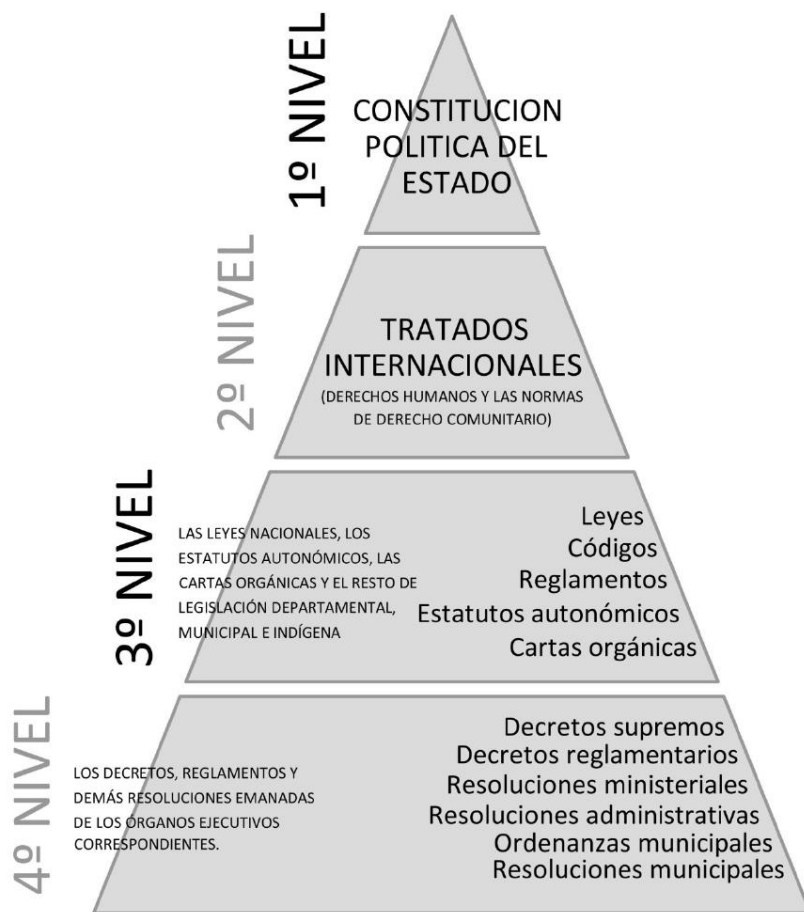 1º NIVEL
CONSTITUCION
POLITICA DEL
ESTADO
2º NIVEL
TRATADOS
INTERNACIONALES
(DERECHOS HUMANOS Y LAS NORMAS
DE DERECHO COMUNITARIO)
3º NIVEL
LAS LEYES NACIONALES, LOS
ESTATUTOS AUTONÓMICOS, LAS
CARTAS ORGÁNICAS Y EL RESTO DE
LEGISLACIÓN DEPARTAMENTAL,
MUNICIPAL E INDÍGENA
Leyes
Códigos
Reglamentos
Estatutos autonómicos
Cartas orgánicas
4º NIVEL
LOS DECRETOS, REGLAMENTOS Y
DEMÁS RESOLUCIONES EMANADAS
DE LOS ÓRGANOS EJECUTIVOS
CORRESPONDIENTES.
Decretos supremos
Decretos reglamentarios
Resoluciones ministeriales
Resoluciones administrativas
Ordenanzas municipales
Resoluciones municipales